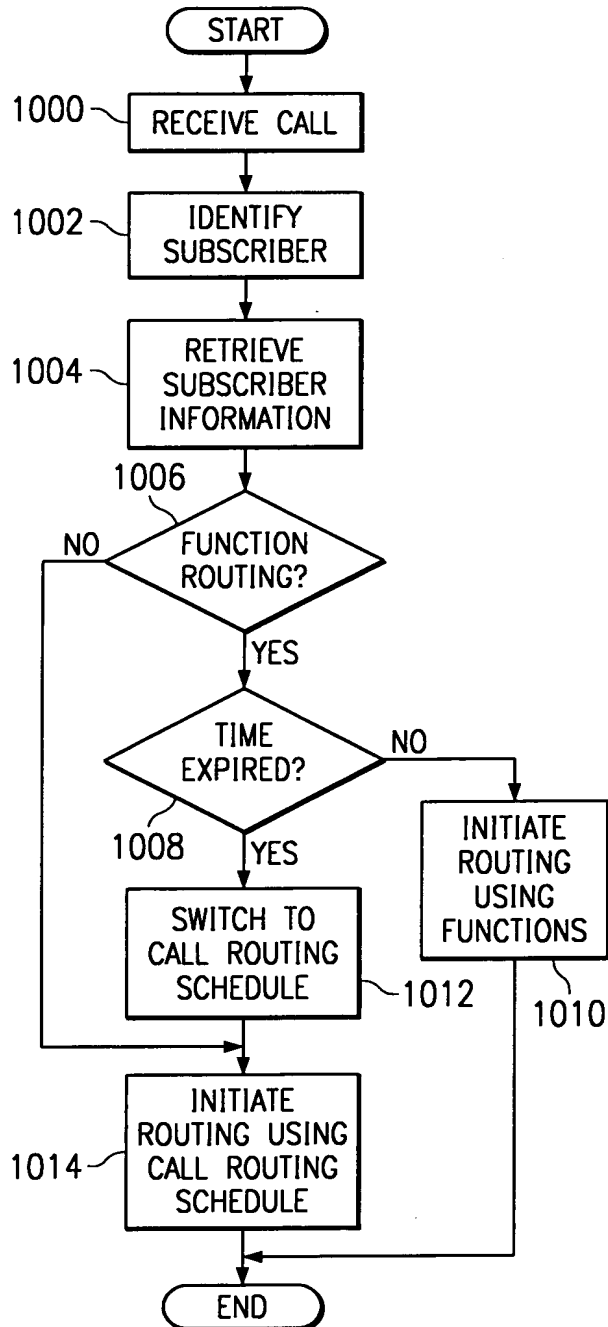 START
1000
RECEIVE CALL
1002
IDENTIFY
SUBSCRIBER
1004
RETRIEVE
SUBSCRIBER
INFORMATION
1006
NO
FUNCTION
ROUTING?
YES
TIME
EXPIRED?
NO
1008
YES
INITIATE
ROUTING
USING
FUNCTIONS
1010
SWITCH TO
CALL ROUTING
SCHEDULE
1012
INITIATE
ROUTING USING
CALL ROUTING
SCHEDULE
1014
END